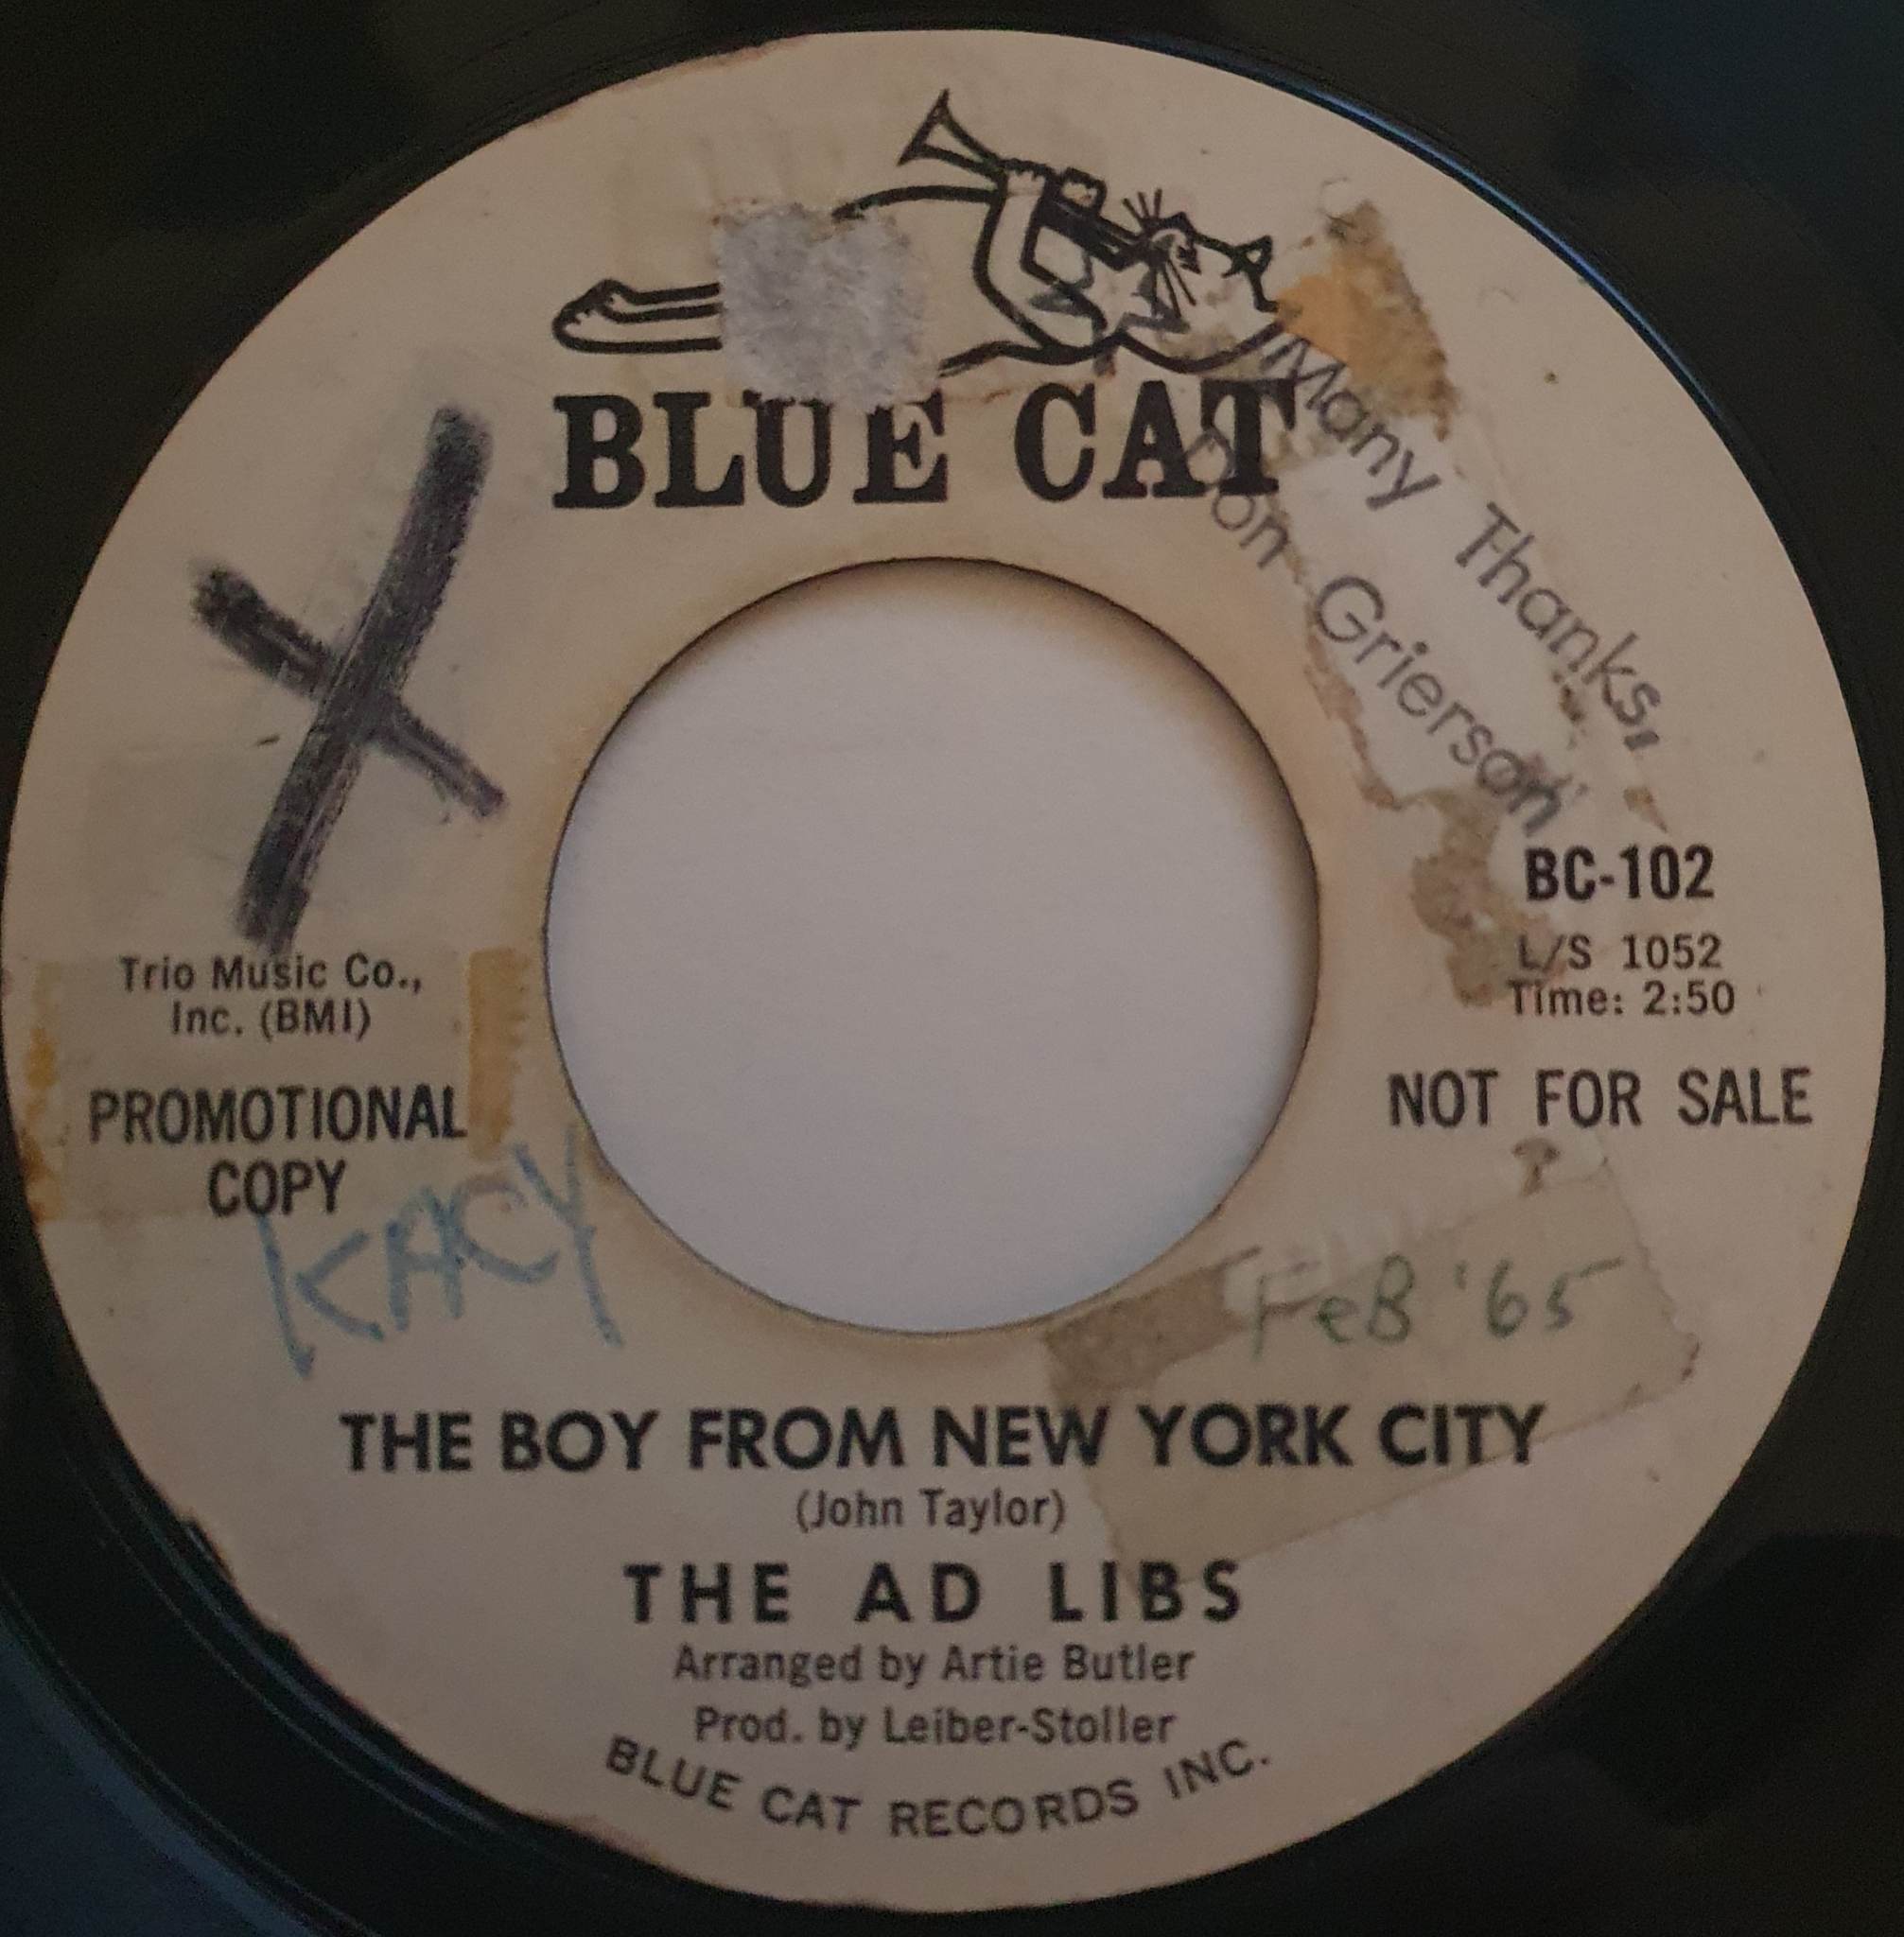 BLUE CAT
Many Thanks,
Don Grierson
X
BC-102
L/S 1052
Time: 2:50
Trio Music Co.,
Inc. (BMI)
PROMOTIONAL
COPY
NOT FOR SALE
KACY
FeB '65
THE BOY FROM NEW YORK CITY
(John Taylor)
THE AD LIBS
Arranged by Artie Butler
Prod. by Leiber-Stoller
BLUE CAT RECORDS INC.